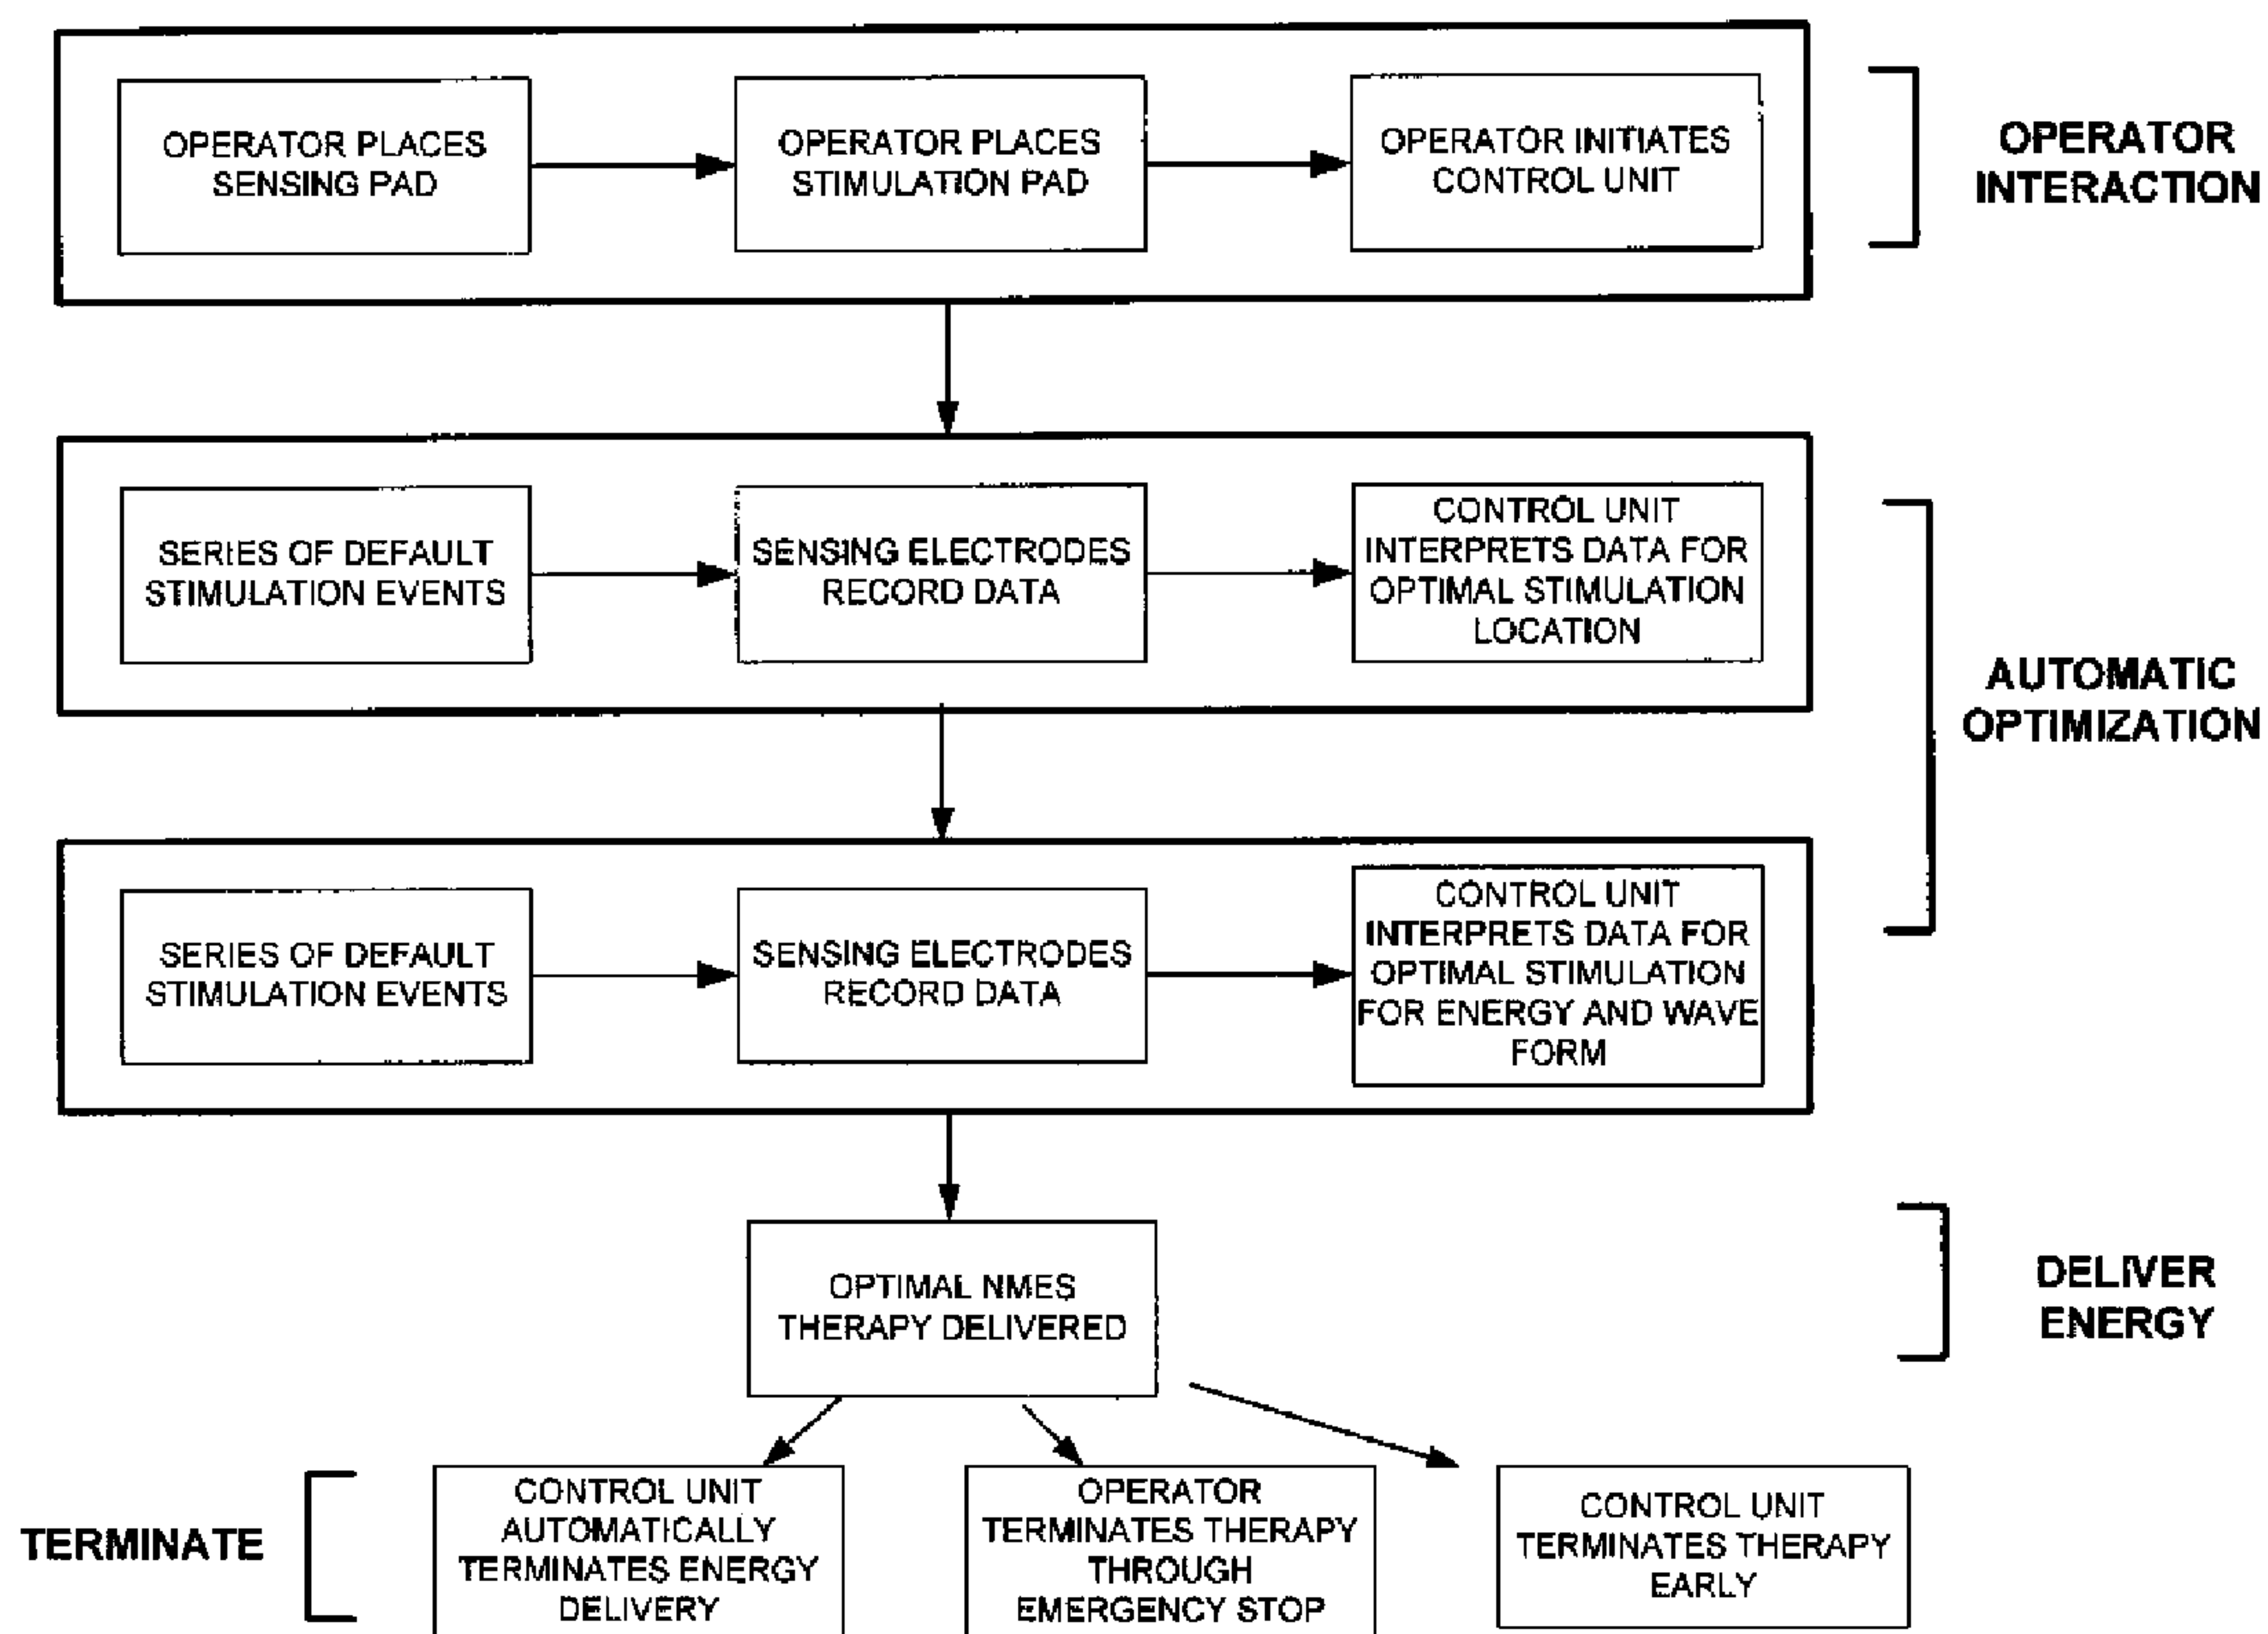 OPERATOR PLACES
SENSING PAD
OPERATOR PLACES
STIMULATION PAD
OPERATOR INITIATES
CONTROL UNIT
OPERATOR
INTERACTION
SERIES OF DEFAULT
STIMULATION EVENTS
SENSING ELECTRODES
RECORD DATA
CONTROL UNIT
INTERPRETS DATA FOR
OPTIMAL STIMULATION
LOCATION
AUTOMATIC
OPTIMIZATION
SERIES OF DEFAULT
STIMULATION EVENTS
SENSING ELECTRODES
RECORD DATA
CONTROL UNIT
INTERPRETS DATA FOR
OPTIMAL STIMULATION
FOR ENERGY AND WAVE
FORM
OPTIMAL NMES
THERAPY DELIVERED
DELIVER
ENERGY
TERMINATE
CONTROL UNIT
AUTOMATICALLY
TERMINATES ENERGY
DELIVERY
OPERATOR
TERMINATES THERAPY
THROUGH
EMERGENCY STOP
CONTROL UNIT
TERMINATES THERAPY
EARLY